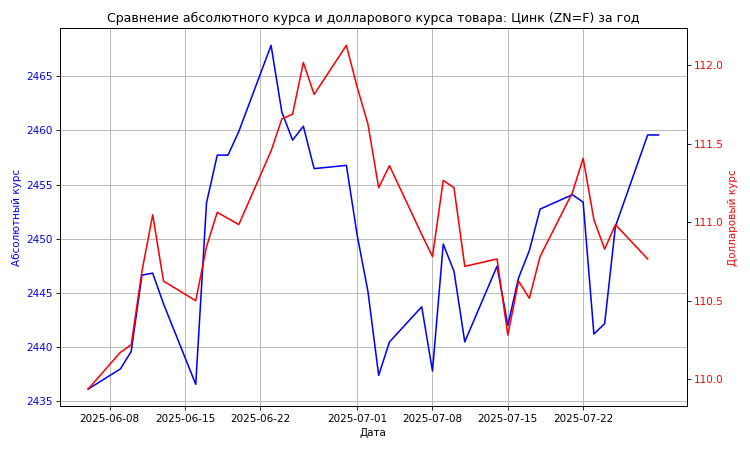 Сравнение абсолютного курса и долларового курса товара: Цинк (ZN=F) за год
Абсолютный курс
2465
2460
2455
2450
2445
2440
2435
112.0
111.5
111.0
110.5
110.0
Долларовый курс
2025-06-08 2025-06-15 2025-06-22 2025-07-01 2025-07-08 2025-07-15 2025-07-22
Дата